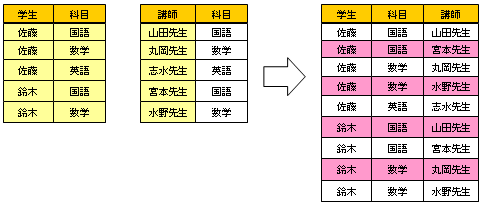 学生 科目
佐藤 国語
佐藤 数学
佐藤 英語
鈴木 国語
鈴木 数学
講師 科目
山田先生 国語
丸岡先生 数学
志水先生 英語
宮本先生 国語
水野先生 数学
学生 科目 講師
佐藤 国語 山田先生
佐藤 国語 宮本先生
佐藤 数学 丸岡先生
佐藤 数学 水野先生
佐藤 英語 志水先生
鈴木 国語 山田先生
鈴木 国語 宮本先生
鈴木 数学 丸岡先生
鈴木 数学 水野先生